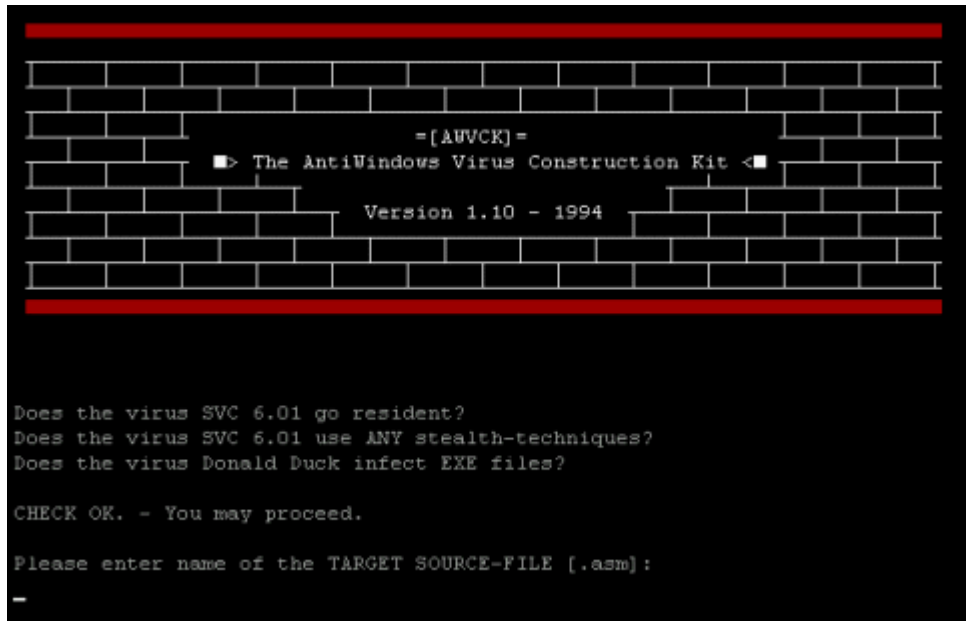 =[AWVCK]=
The AntiWindows Virus Construction Kit
Version 1.10 - 1994
Does the virus SVC 6.01 go resident?
Does the virus SVC 6.01 use ANY stealth-techniques?
Does the virus Donald Duck infect EXE files?
CHECK OK. - You may proceed.
Please enter name of the TARGET SOURCE-FILE [.asm]: